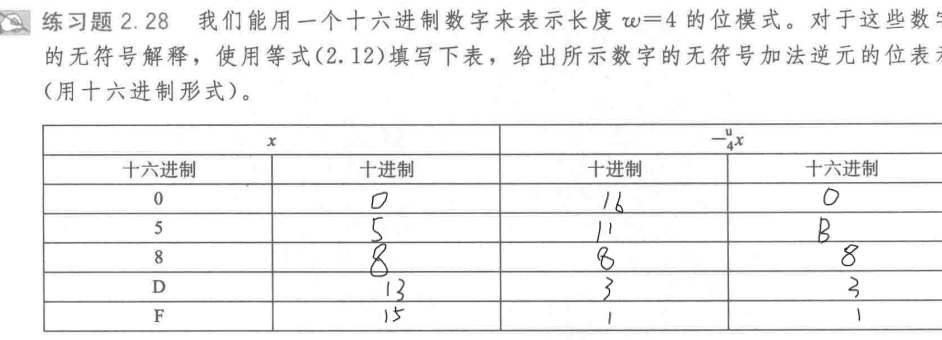 练习题 2.28 我们能用一个十六进制数字来表示长度 w=4 的位模式。对于这些数字
的无符号解释，使用等式(2.12)填写下表，给出所示数字的无符号加法逆元的位表示
(用十六进制形式)。
x -ᵘ₄x
十六进制 十进制 十进制 十六进制
0 0 16 0
5 5 11 B
8 8 8 8
D 13 3 3
F 15 1 1